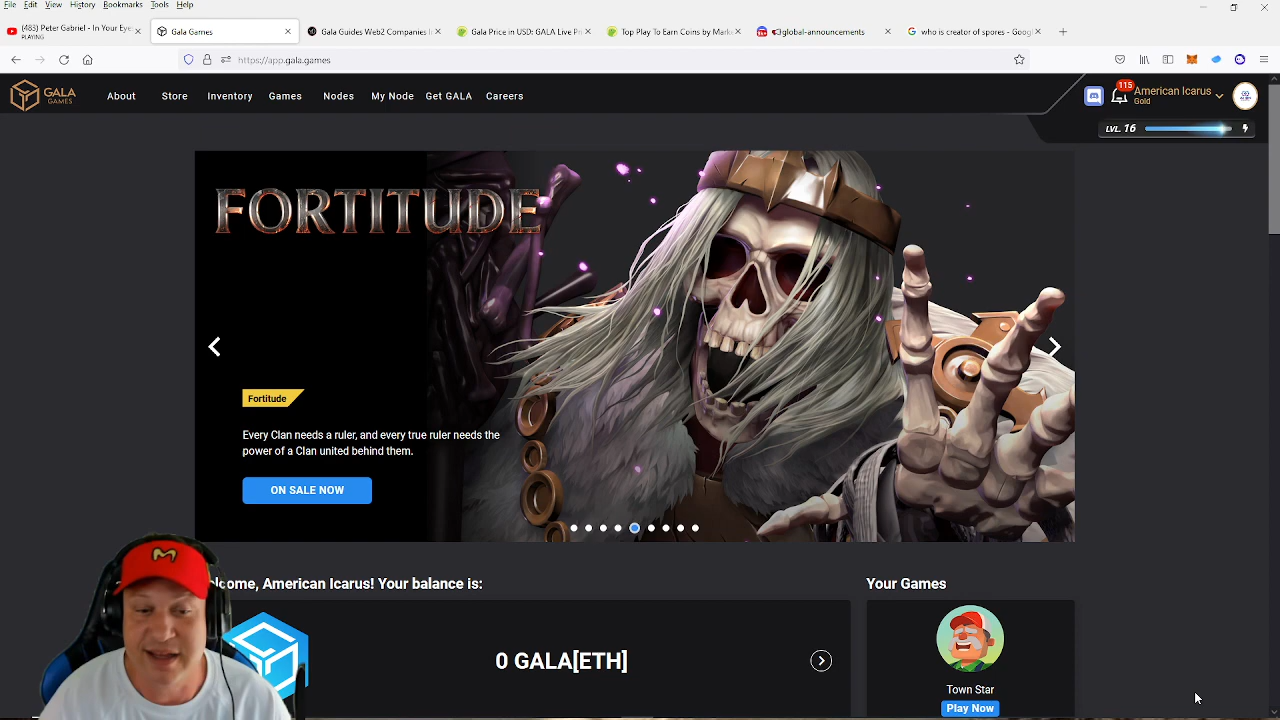 File Edit View History Bookmarks Tools Help
(483) Peter Gabriel - In Your Eye
PLAYING
Gala Games
Gala Guides Web2 Companies I
Gala Price in USD: GALA Live Pr
Top Play To Earn Coins by Mark
global-announcements
who is creator of spores - Goog
https://app.gala.games
GALA
GAMES
About Store Inventory Games Nodes My Node Get GALA Careers
115
American Icarus
Gold
LVL. 16
FORTITUDE
Fortitude
Every Clan needs a ruler, and every true ruler needs the
power of a Clan united behind them.
ON SALE NOW
come, American Icarus! Your balance is:
0 GALA[ETH]
Your Games
Town Star
Play Now